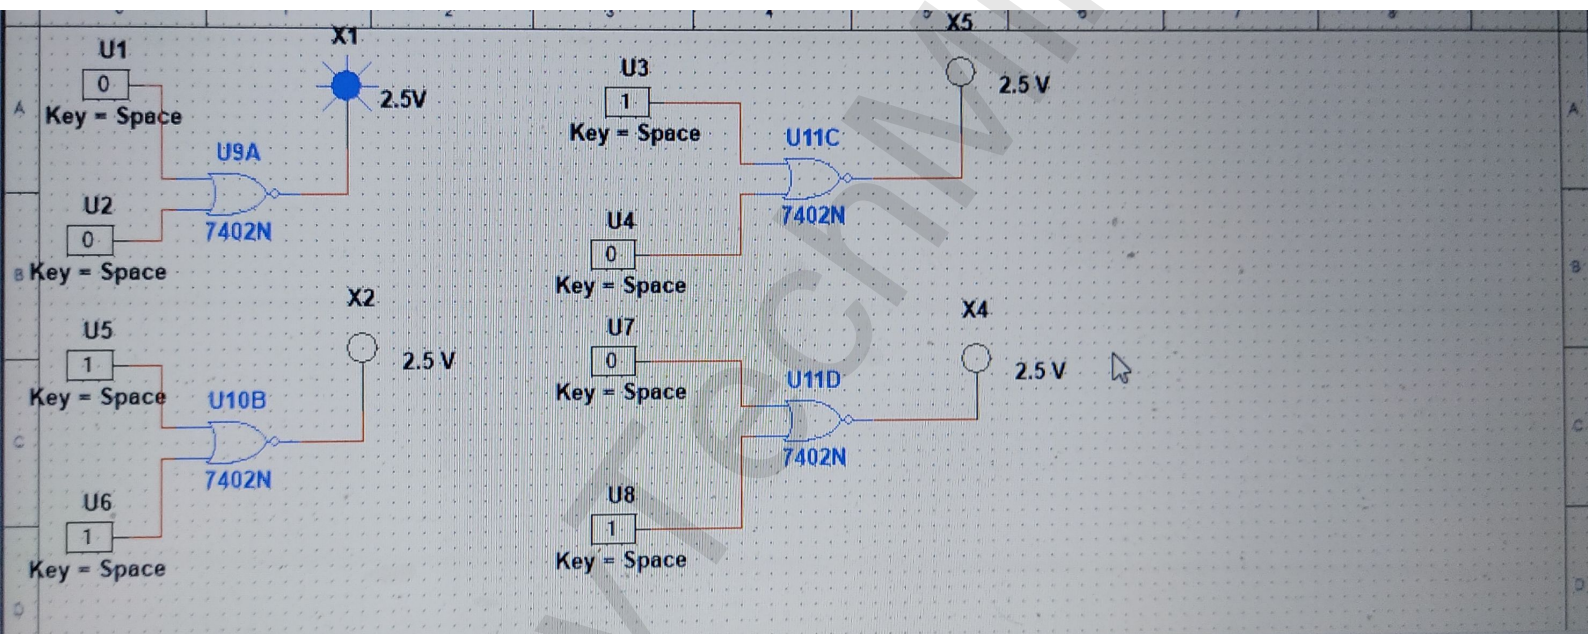 X1
X5
U1
0
Key = Space
2.5V
U3
1
Key = Space
2.5 V
U9A
7402N
U11C
7402N
U2
0
Key = Space
U4
0
Key = Space
X2
2.5 V
X4
2.5 V
U5
1
Key = Space
U10B
7402N
U7
0
Key = Space
U11D
7402N
U6
1
Key = Space
U8
1
Key = Space
A
B
C
D
A
B
C
D